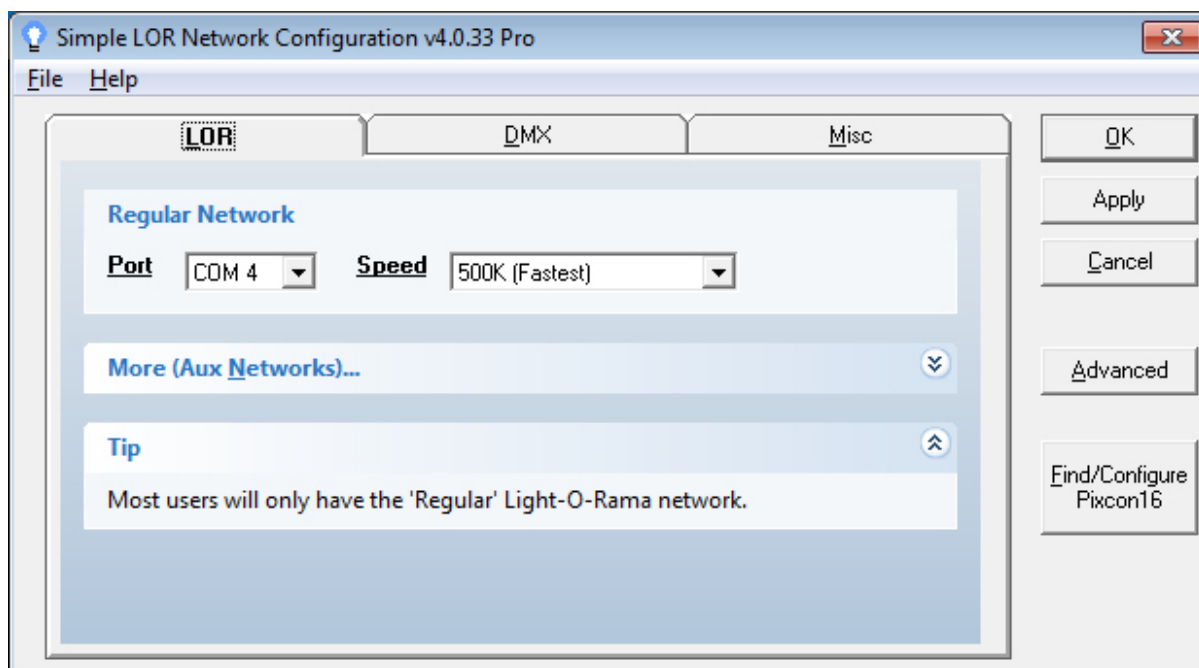 Simple LOR Network Configuration v4.0.33 Pro
File Help
LOR DMX Misc
OK
Regular Network
Apply
Port COM 4 Speed 500K (Fastest)
Cancel
More (Aux Networks)...
Advanced
Tip
Most users will only have the 'Regular' Light-O-Rama network.
Find/Configure
Pixcon16